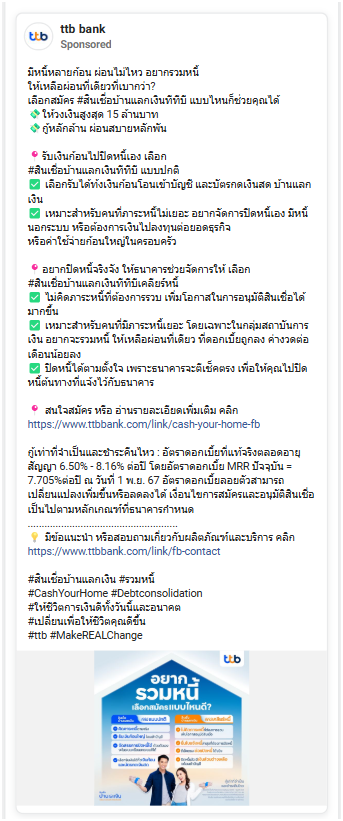 ttb
ttb bank
Sponsored
มีหนี้หลายก้อน ผ่อนไม่ไหว อยากรวมหนี้
ให้เหลือผ่อนที่เดียวที่เบากว่า?
เลือกสมัคร #สินเชื่อบ้านแลกเงินทีทีบี แบบไหนก็ช่วยคุณได้
💸 ให้วงเงินสูงสุด 15 ล้านบาท
💸 กู้หลักล้าน ผ่อนสบายหลักพัน
📍 รับเงินก้อนไปปิดหนี้เอง เลือก
#สินเชื่อบ้านแลกเงินทีทีบี แบบปกติ
✅ เลือกรับได้ทั้งเงินก้อนโอนเข้าบัญชี และบัตรกดเงินสด บ้านแลก
เงิน
✅ เหมาะสำหรับคนที่ภาระหนี้ไม่เยอะ อยากจัดการปิดหนี้เอง มีหนี้
นอกระบบ หรือต้องการเงินไปลงทุนต่อยอดธุรกิจ
หรือค่าใช้จ่ายก้อนใหญ่ในครอบครัว
📍 อยากปิดหนี้จริงจัง ให้ธนาคารช่วยจัดการให้ เลือก
#สินเชื่อบ้านแลกเงินทีทีบีเคลียร์หนี้
✅ ไม่คิดภาระหนี้ที่ต้องการรวบ เพิ่มโอกาสในการอนุมัติสินเชื่อได้
มากขึ้น
✅ เหมาะสำหรับคนที่มีภาระหนี้เยอะ โดยเฉพาะในกลุ่มสถาบันการ
เงิน อยากจะรวมหนี้ ให้เหลือผ่อนที่เดียว ที่ดอกเบี้ยถูกลง ค่างวดต่อ
เดือนน้อยลง
✅ ปิดหนี้ได้ตามตั้งใจ เพราะธนาคารจะตีเช็คตรง เพื่อให้คุณไปปิด
หนี้ต้นทางที่แจ้งไว้กับธนาคาร
📍 สนใจสมัคร หรือ อ่านรายละเอียดเพิ่มเติม คลิก
https://www.ttbbank.com/link/cash-your-home-fb
กู้เท่าที่จำเป็นและชำระคืนไหว : อัตราดอกเบี้ยที่แท้จริงตลอดอายุ
สัญญา 6.50% - 8.16% ต่อปี โดยอัตราดอกเบี้ย MRR ปัจจุบัน =
7.705%ต่อปี ณ วันที่ 1 พ.ย. 67 อัตราดอกเบี้ยลอยตัวสามารถ
เปลี่ยนแปลงเพิ่มขึ้นหรือลดลงได้ เงื่อนไขการสมัครและอนุมัติสินเชื่อ
เป็นไปตามหลักเกณฑ์ที่ธนาคารกำหนด
......................................................
💡 มีข้อแนะนำ หรือสอบถามเกี่ยวกับผลิตภัณฑ์และบริการ คลิก
https://www.ttbbank.com/link/fb-contact
#สินเชื่อบ้านแลกเงิน #รวมหนี้
#CashYourHome #Debtconsolidation
#ให้ชีวิตการเงินดีทั้งวันนี้และอนาคต
#เปลี่ยนเพื่อให้ชีวิตคุณดีขึ้น
#ttb #MakeREALChange
ttb
อยาก
รวมหนี้
เลือกสมัครแบบไหนดี?